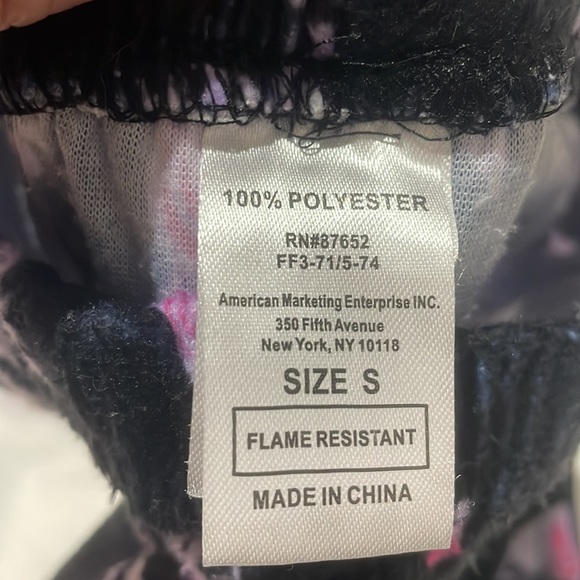 100% POLYESTER
RN#87652
FF3-71/5-74
American Marketing Enterprise INC.
350 Fifth Avenue
New York, NY 10118
SIZE S
FLAME RESISTANT
MADE IN CHINA